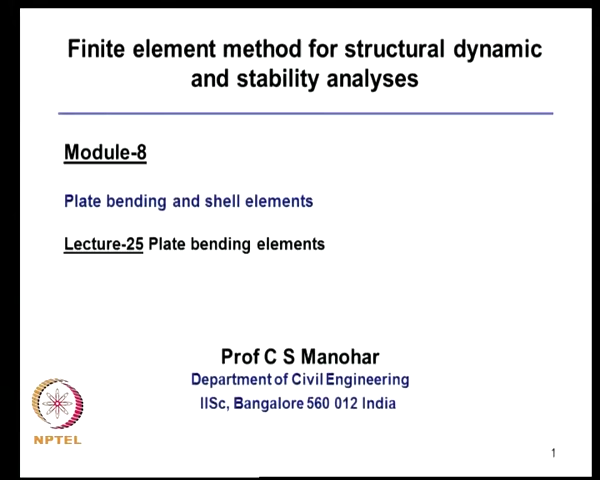 Finite element method for structural dynamic
and stability analyses
Module-8
Plate bending and shell elements
Lecture-25 Plate bending elements
Prof C S Manohar
Department of Civil Engineering
IISc, Bangalore 560 012 India
NPTEL
1